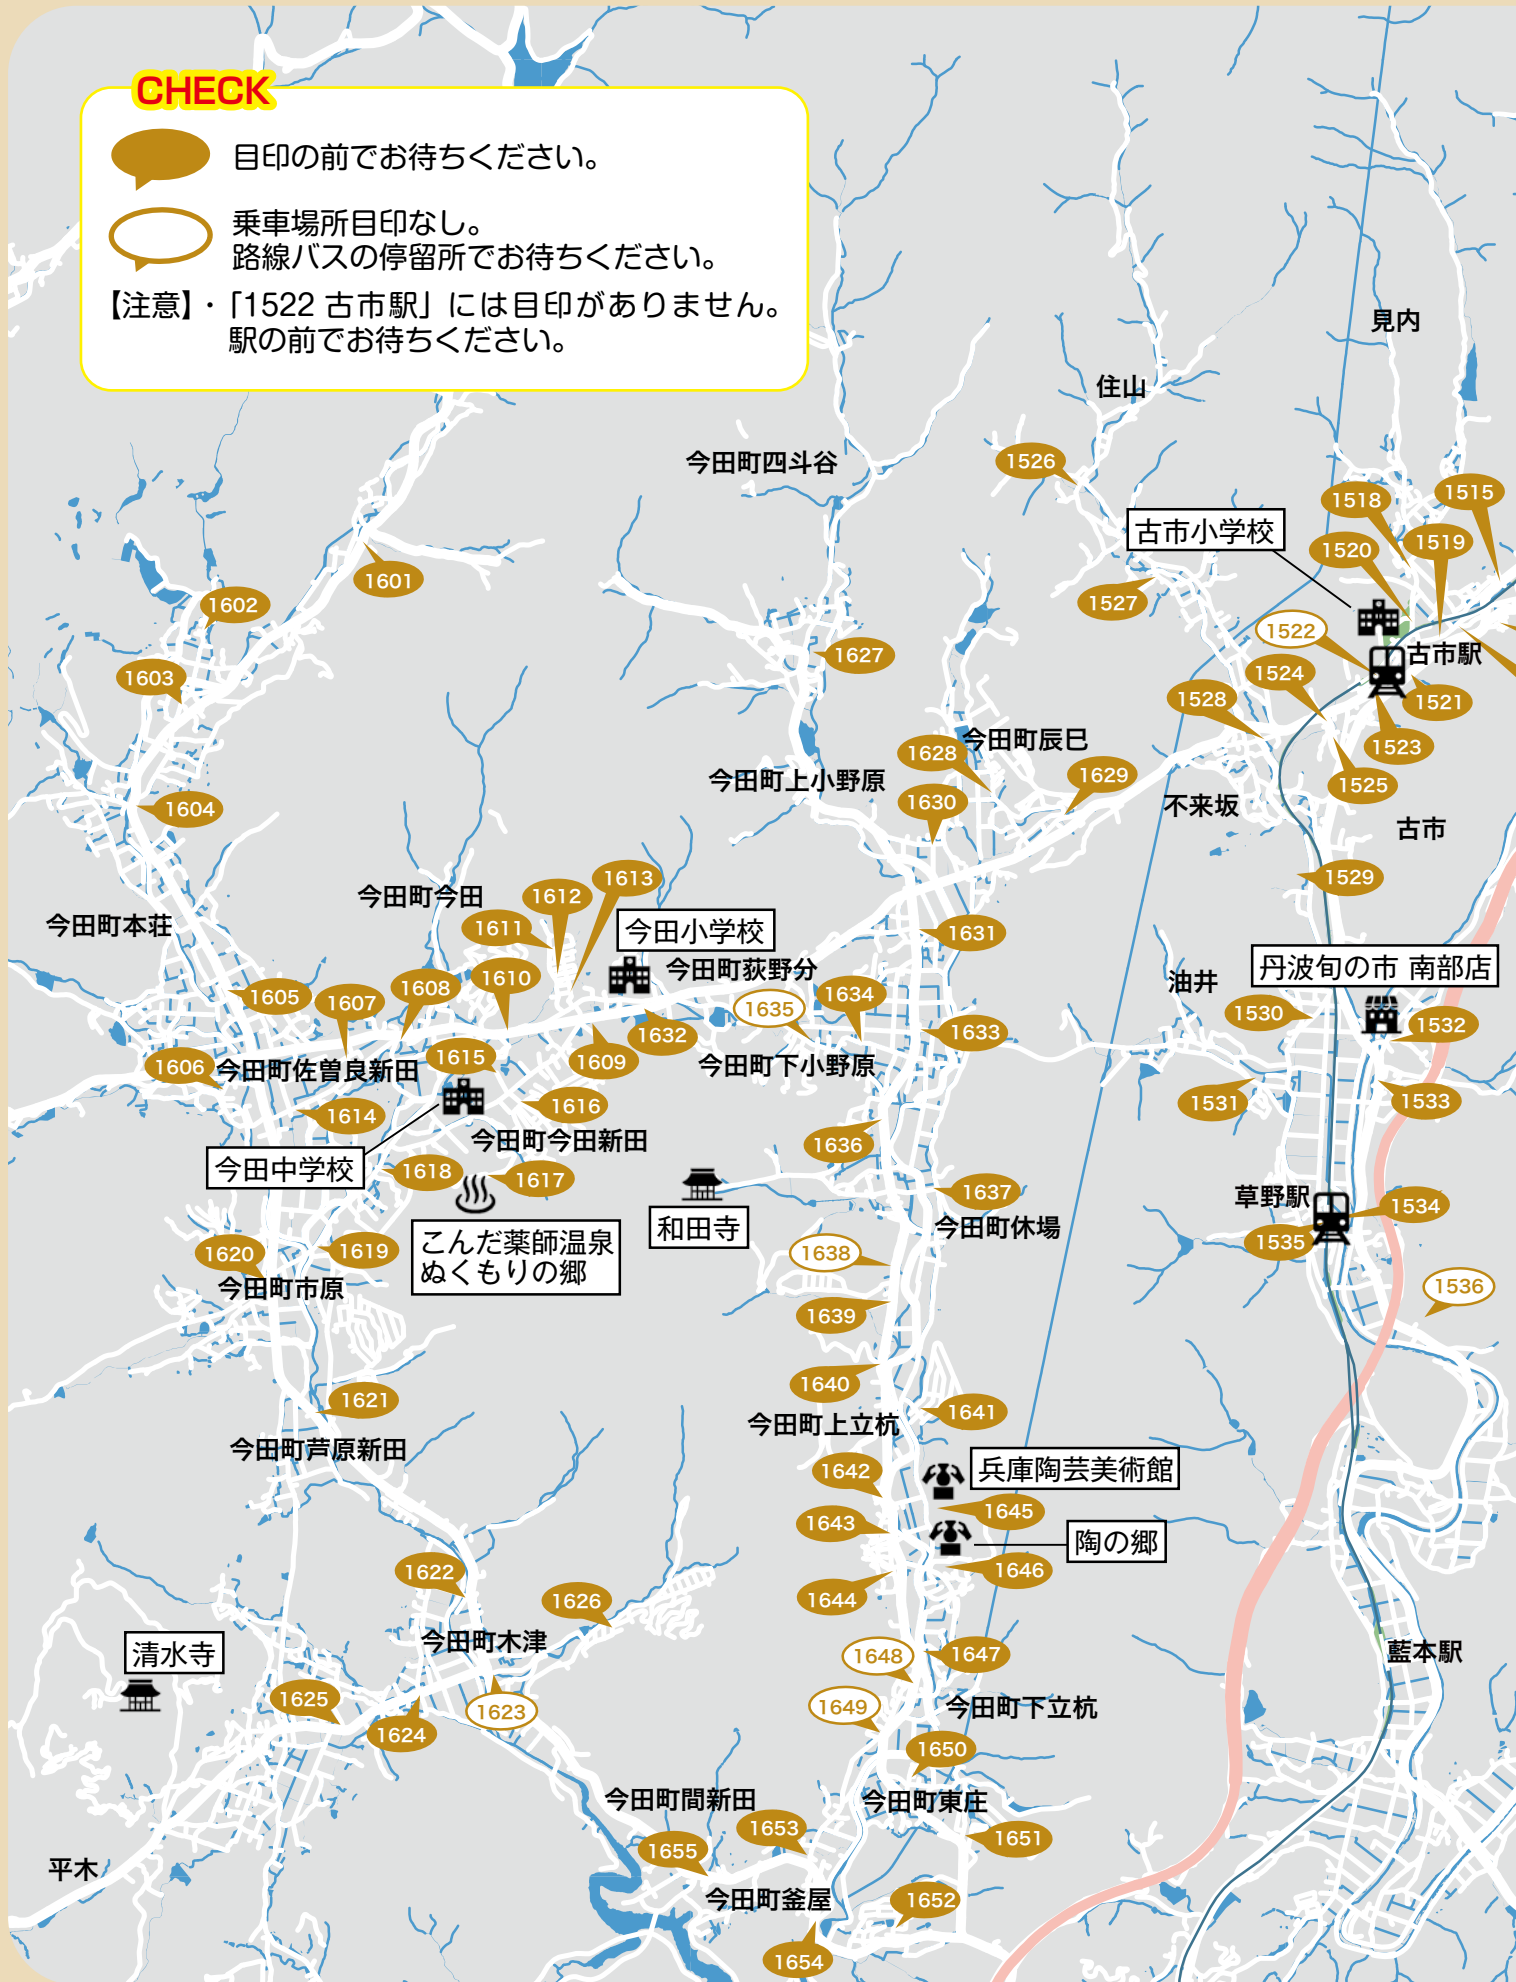 CHECK
目印の前でお待ちください。
乗車場所目印なし。
路線バスの停留所でお待ちください。
【注意】・「1522 古市駅」には目印がありません。
駅の前でお待ちください。
見内
住山
今田町四斗谷
1526
1518
1515
古市小学校
1520
1519
1601
1602
1527
1522
古市駅
1627
1603
1524
1528
1521
今田町辰巳
1523
1628
1629
今田町上小野原
1525
1604
1630
不来坂
古市
1613
1529
今田町今田
1612
今田町本荘
1611
今田小学校
1631
今田町荻野分
丹波旬の市 南部店
油井
1610
1608
1605
1607
1634
1635
1530
1532
1632
1633
1615
1609
今田町下小野原
1606
今田町佐曽良新田
1616
1531
1533
1614
今田町今田新田
1636
今田中学校
1618
1617
1637
草野駅
1534
和田寺
今田町休場
こんだ薬師温泉
ぬくもりの郷
1620
1619
1638
1535
今田町市原
1536
1639
1640
1621
1641
今田町上立杭
今田町芦原新田
1642
兵庫陶芸美術館
1645
1643
陶の郷
1622
1646
1626
1644
今田町木津
清水寺
1648
1647
藍本駅
1625
1623
1649
今田町下立杭
1624
1650
今田町間新田
今田町東庄
1653
1651
1655
平木
今田町釜屋
1652
1654